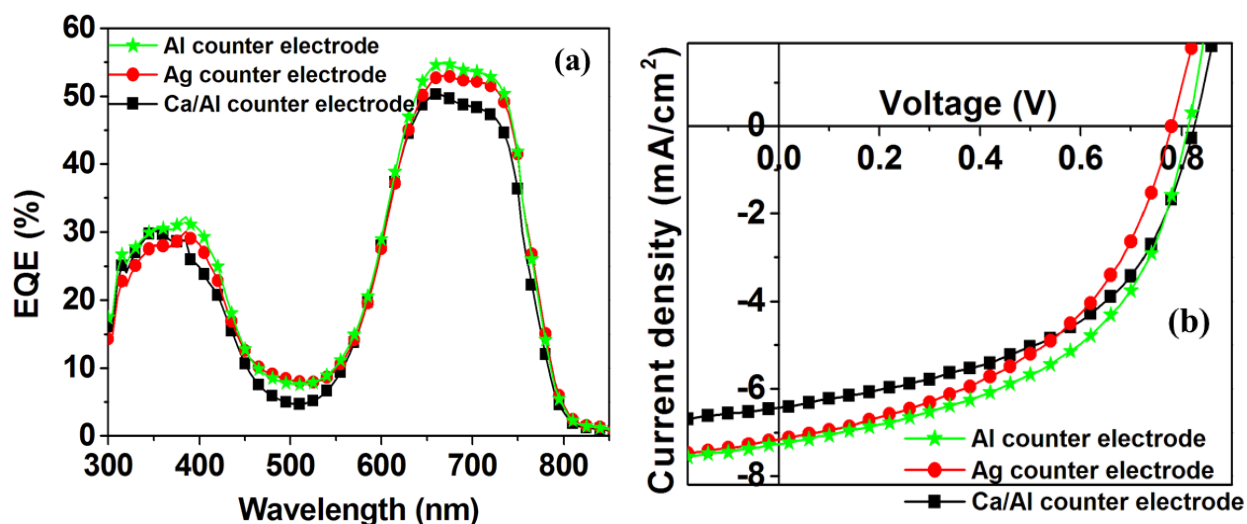 60
50
40
30
20
10
0
EQE (%)
Al counter electrode
Ag counter electrode
Ca/Al counter electrode
(a)
300 400 500 600 700 800
Wavelength (nm)
Voltage (V)
0
-2
-4
-6
-8
Current density (mA/cm²)
0.0 0.2 0.4 0.6 0.8
(b)
Al counter electrode
Ag counter electrode
Ca/Al counter electrode